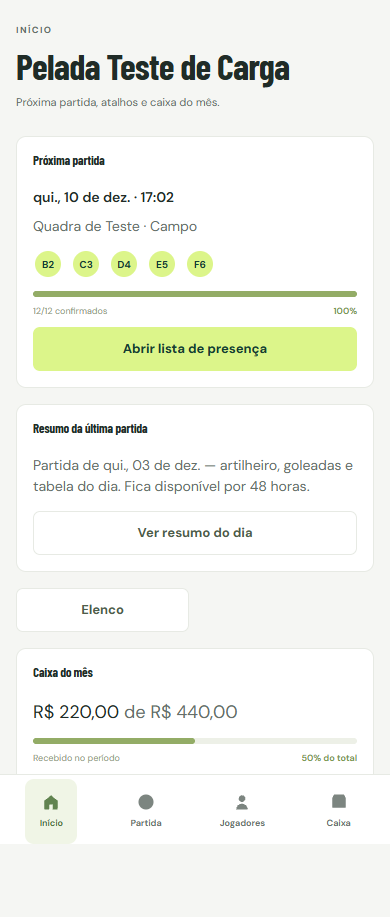 INÍCIO
Pelada Teste de Carga
Próxima partida, atalhos e caixa do mês.
Próxima partida
qui., 10 de dez. · 17:02
Quadra de Teste · Campo
B2 C3 D4 E5 F6
12/12 confirmados 100%
Abrir lista de presença
Resumo da última partida
Partida de qui., 03 de dez. — artilheiro, goleadas e
tabela do dia. Fica disponível por 48 horas.
Ver resumo do dia
Elenco
Caixa do mês
R$ 220,00 de R$ 440,00
Recebido no período 50% do total
Início Partida Jogadores Caixa